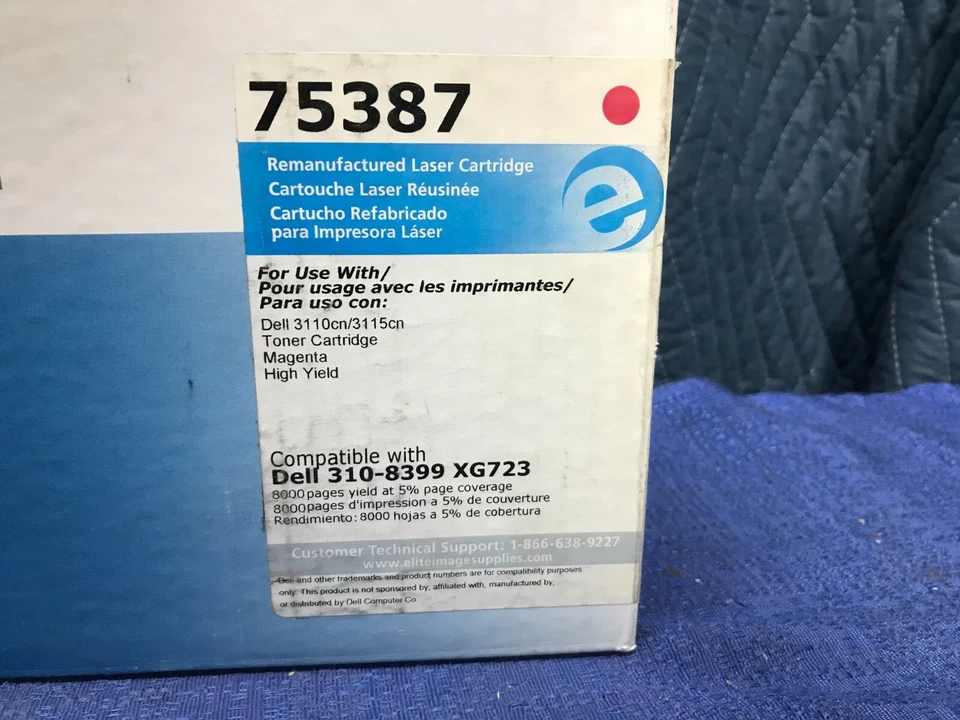 75387
Remanufactured Laser Cartridge
Cartouche Laser Réusinée
Cartucho Refabricado
para Impresora Láser
e
For Use With/
Pour usage avec les imprimantes/
Para uso con:
Dell 3110cn/3115cn
Toner Cartridge
Magenta
High Yield
Compatible with
Dell 310-8399 XG723
8000 pages yield at 5% page coverage
8000 pages d'impression a 5% de couverture
Rendimiento: 8000 hojas a 5% de cobertura
Customer Technical Support: 1-866-638-9227
www.eliteimagesupplies.com
Dell and other trademarks and product numbers are for compatibility purposes
only. This product is not sponsored by, affiliated with, manufactured by,
or distributed by Dell Computer Co